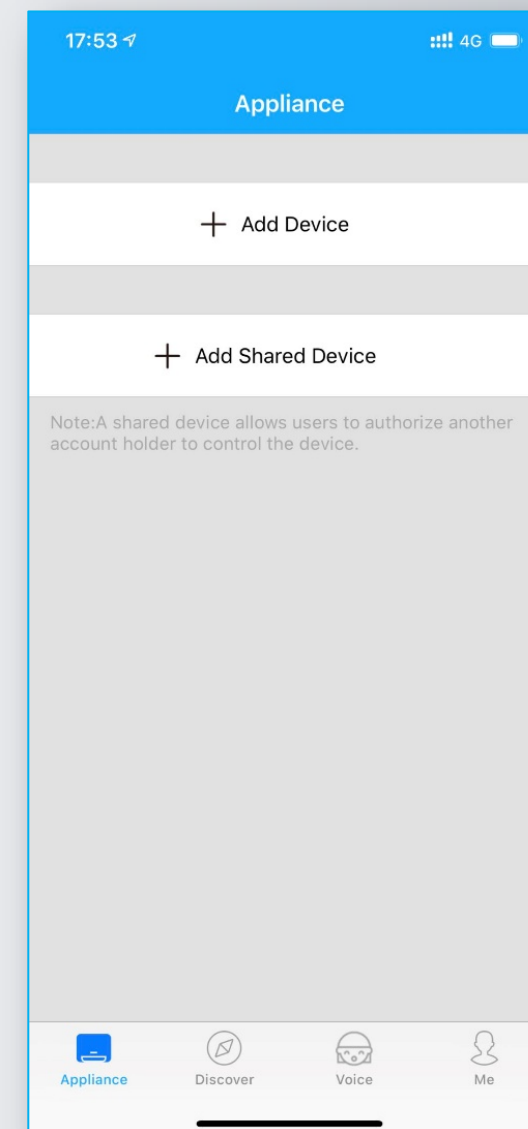 17:53 4G
Appliance
Add Device
Add Shared Device
Note:A shared device allows users to authorize another
account holder to control the device.
Appliance Discover Voice Me